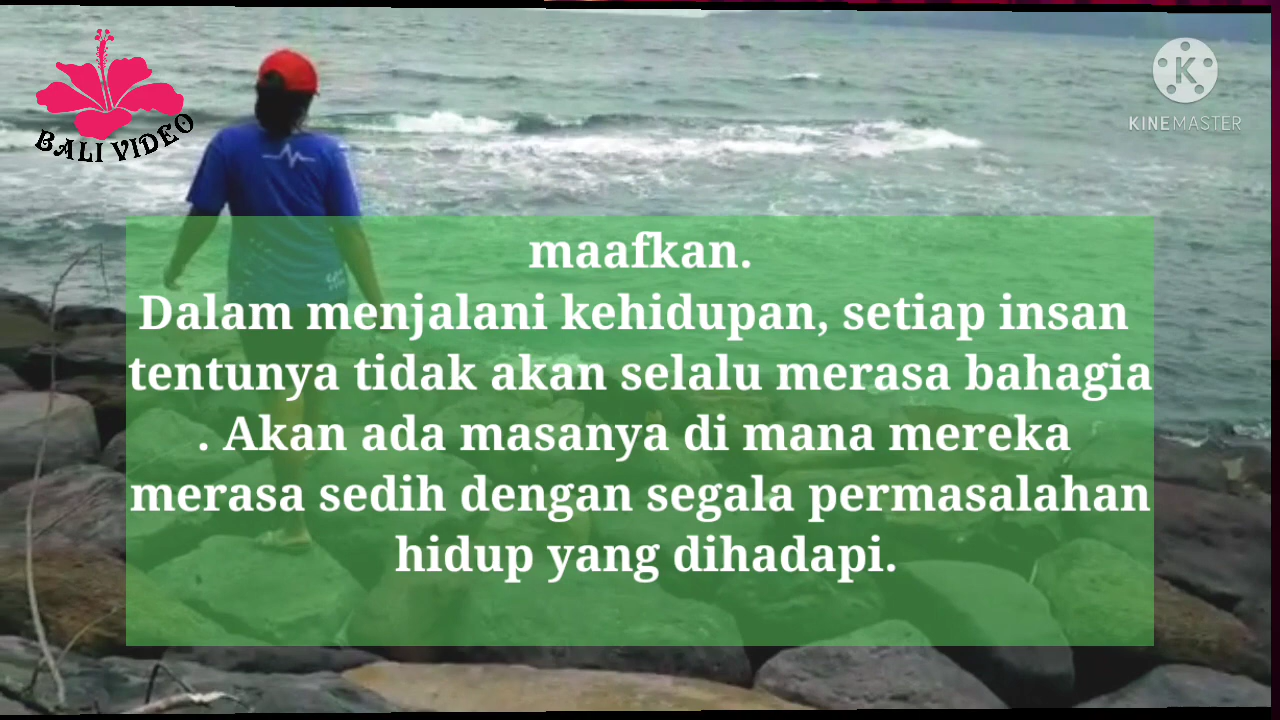 BALI VIDEO
KINEMASTER
maafkan.
Dalam menjalani kehidupan, setiap insan
tentunya tidak akan selalu merasa bahagia
. Akan ada masanya di mana mereka
merasa sedih dengan segala permasalahan
hidup yang dihadapi.